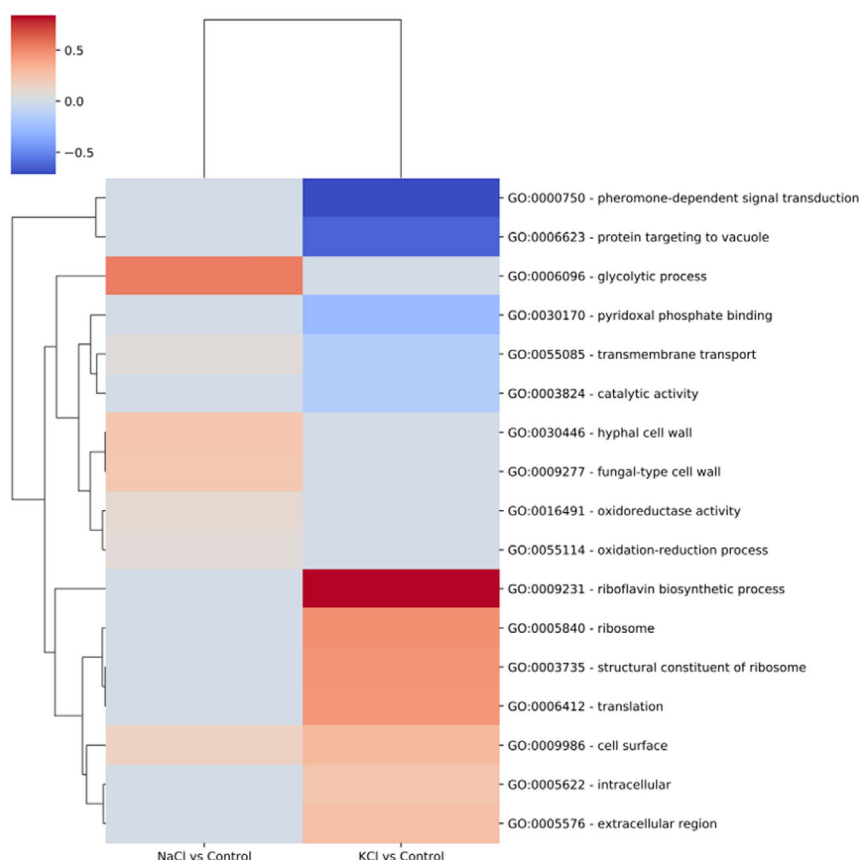 0.5
0.0
−0.5
GO:0000750 - pheromone-dependent signal transduction
GO:0006623 - protein targeting to vacuole
GO:0006096 - glycolytic process
GO:0030170 - pyridoxal phosphate binding
GO:0055085 - transmembrane transport
GO:0003824 - catalytic activity
GO:0030446 - hyphal cell wall
GO:0009277 - fungal-type cell wall
GO:0016491 - oxidoreductase activity
GO:0055114 - oxidation-reduction process
GO:0009231 - riboflavin biosynthetic process
GO:0005840 - ribosome
GO:0003735 - structural constituent of ribosome
GO:0006412 - translation
GO:0009986 - cell surface
GO:0005622 - intracellular
GO:0005576 - extracellular region
NaCl vs Control
KCl vs Control